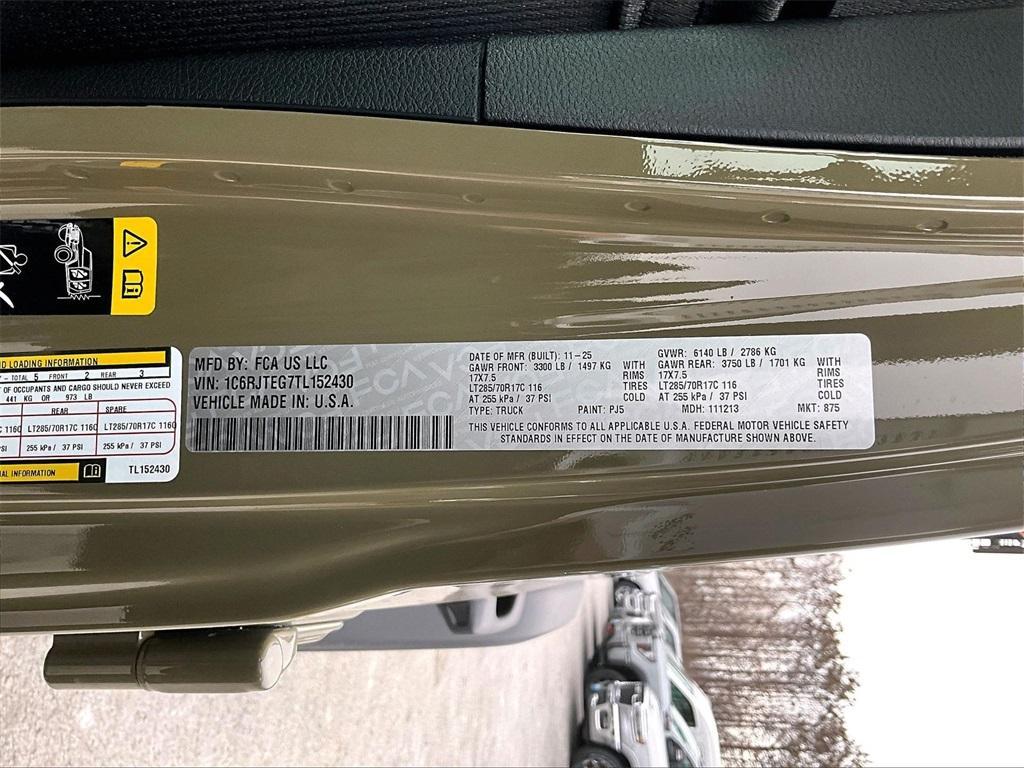 MFD BY: FCA US LLC
VIN: 1C6RJTEG7TL152430
VEHICLE MADE IN: U.S.A.
DATE OF MFR (BUILT): 11-25
GAWR FRONT: 3300 LB / 1497 KG WITH
17X7.5 RIMS
LT285/70R17C 116 TIRES
AT 255 kPa / 37 PSI COLD
TYPE: TRUCK PAINT: PJ5
GVWR: 6140 LB / 2786 KG
GAWR REAR: 3750 LB / 1701 KG WITH
17X7.5 RIMS
LT285/70R17C 116 TIRES
AT 255 kPa / 37 PSI COLD
MDH: 111213 MKT: 875
THIS VEHICLE CONFORMS TO ALL APPLICABLE U.S.A. FEDERAL MOTOR VEHICLE SAFETY
STANDARDS IN EFFECT ON THE DATE OF MANUFACTURE SHOWN ABOVE.
LOADING INFORMATION
TOTAL 5 FRONT 2 REAR 3
OF OCCUPANTS AND CARGO SHOULD NEVER EXCEED
441 KG OR 973 LB
REAR SPARE
LT285/70R17C 116Q LT285/70R17C 116Q
255 kPa / 37 PSI 255 kPa / 37 PSI
INFORMATION
TL152430